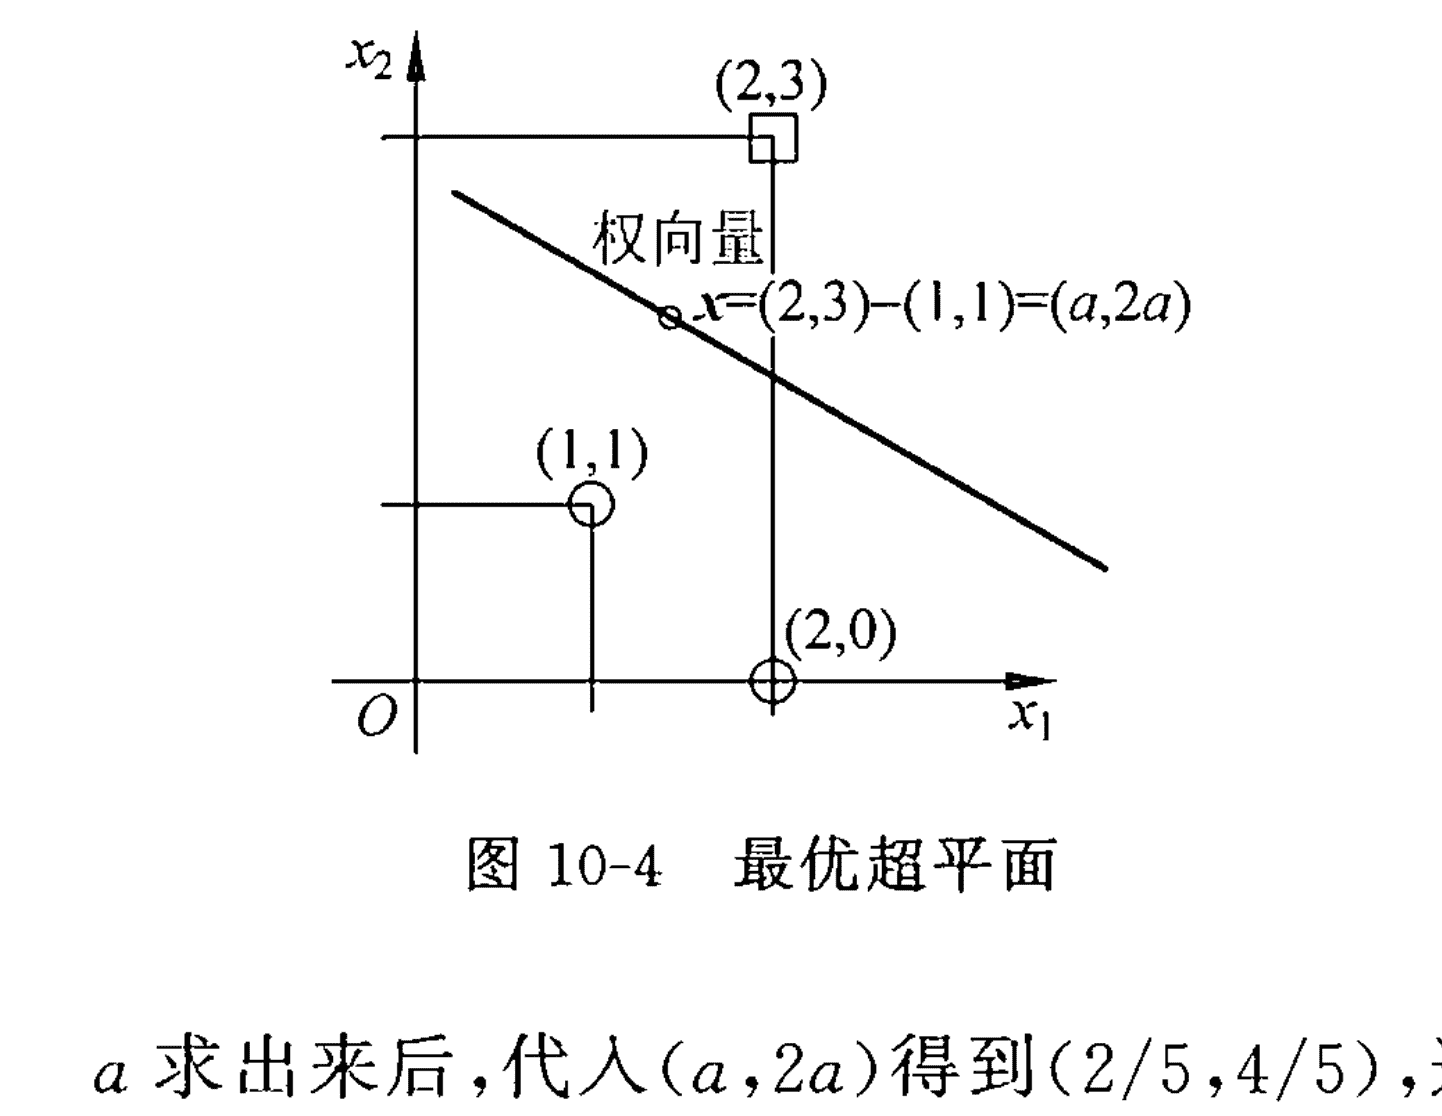 x2
(2,3)
权向量
x=(2,3)-(1,1)=(a,2a)
(1,1)
(2,0)
O
x1
图 10-4 最优超平面
a 求出来后,代入(a,2a)得到(2/5,4/5),